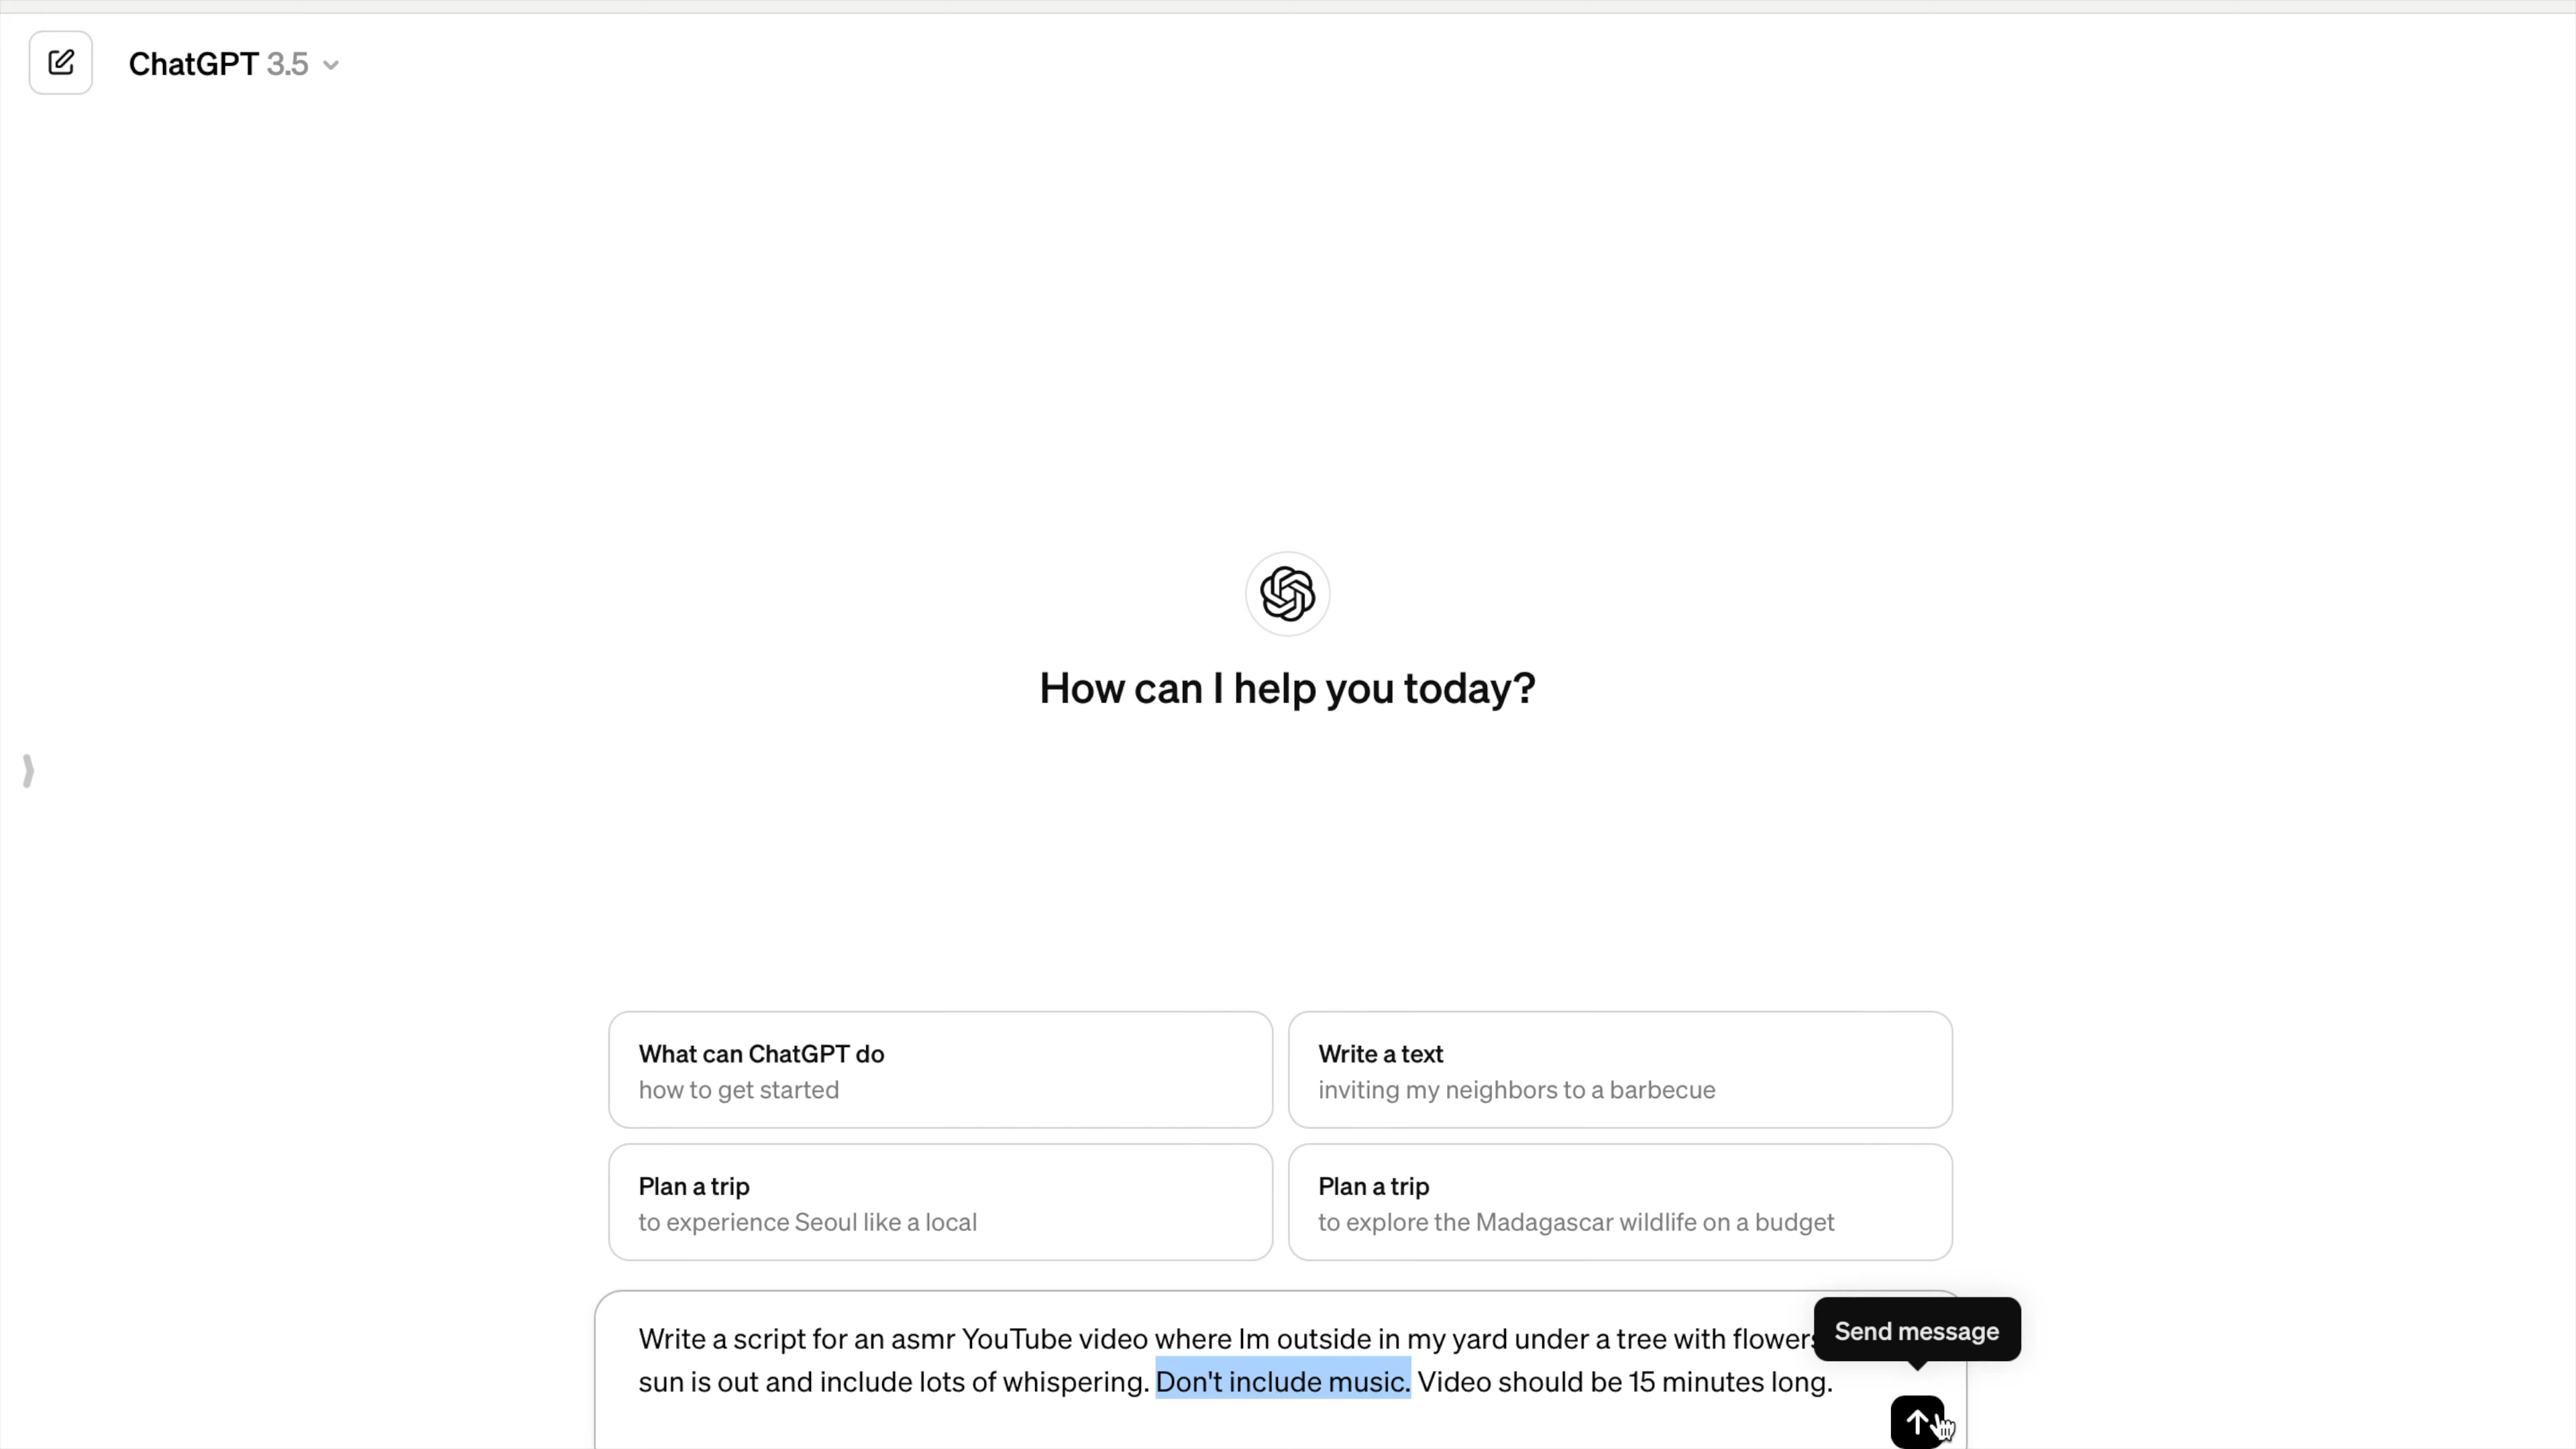 ChatGPT 3.5
How can I help you today?
What can ChatGPT do
how to get started
Write a text
inviting my neighbors to a barbecue
Plan a trip
to experience Seoul like a local
Plan a trip
to explore the Madagascar wildlife on a budget
Send message
Write a script for an asmr YouTube video where Im outside in my yard under a tree with flowers
sun is out and include lots of whispering. Don't include music. Video should be 15 minutes long.